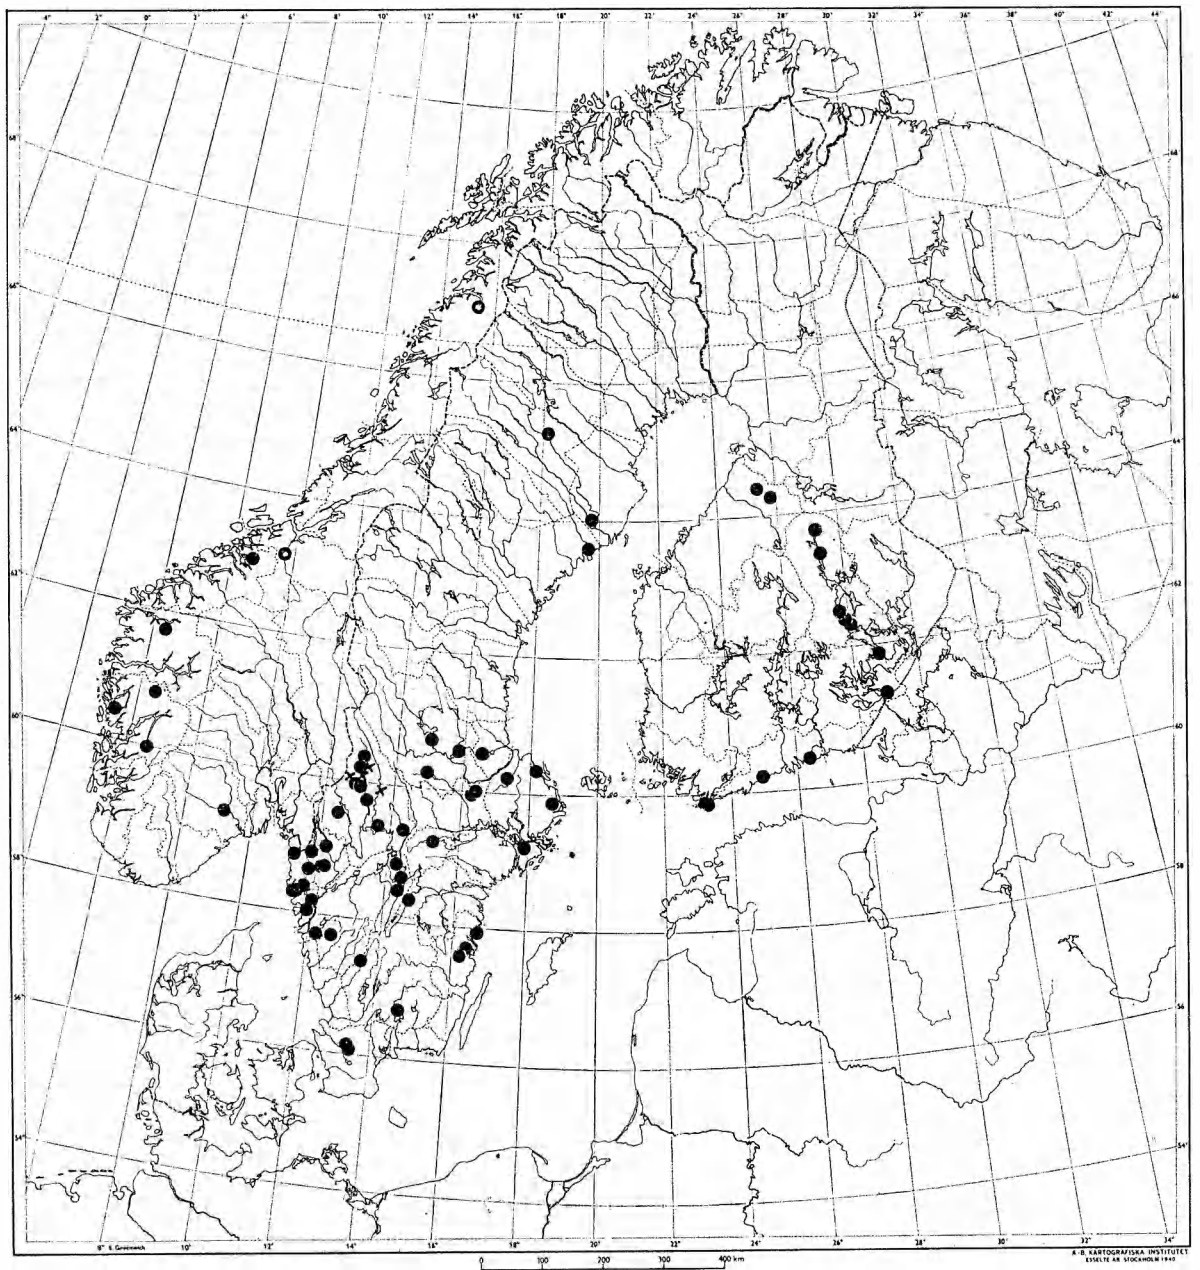 4° 2° 0° 2° 4° 6° 8° 10° 12° 14° 16° 18° 20° 22° 24° 26° 28° 30° 32° 34° 36° 38° 40° 42° 44°
68° 68°
66° 66°
64° 64°
62° 62°
60° 60°
58° 58°
56° 56°
54° 54°
8° E. Greenwich 10° 12° 14° 16° 18° 20° 22° 24° 26° 28° 30° 32° 34°
0 100 200 300 400 km
A.-B. KARTOGRAFISKA INSTITUTET
ESSELTE AB STOCKHOLM 1940